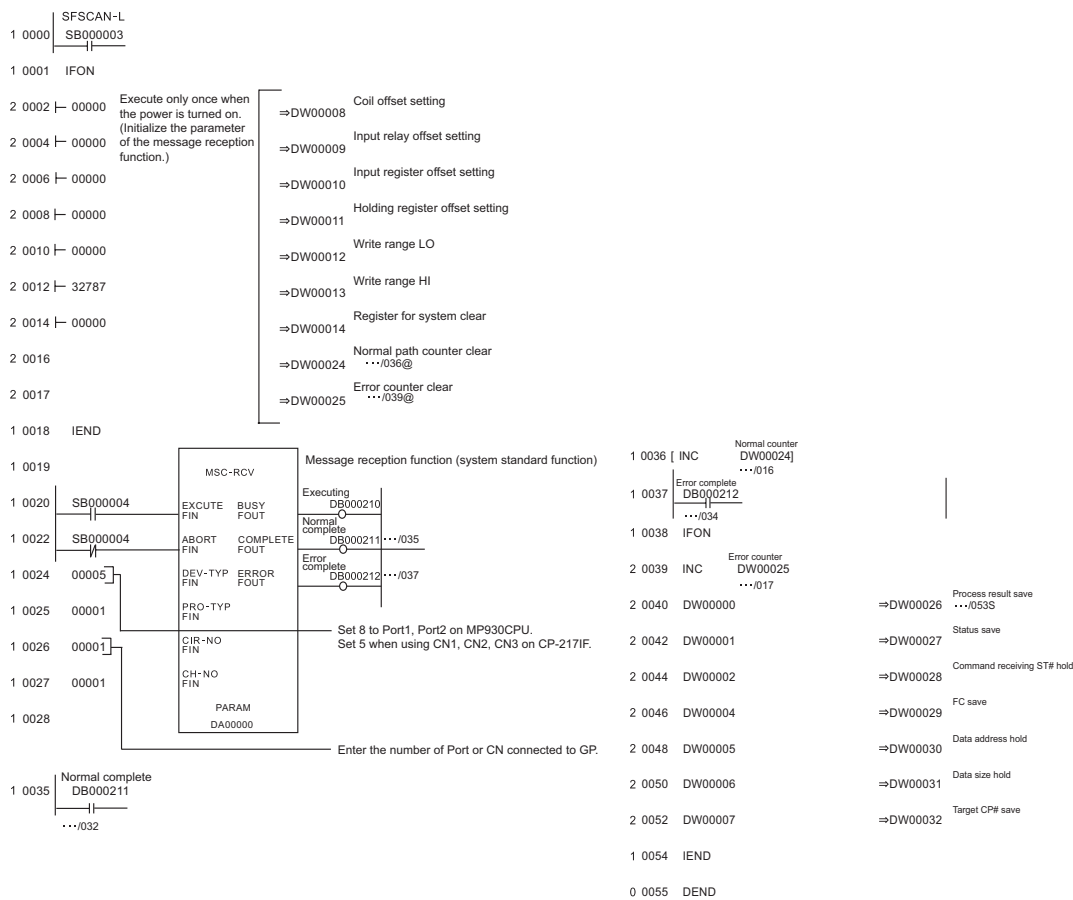 SFSCAN-L
1 0000 SB000003
1 0001 IFON
2 0002 00000
Execute only once when
the power is turned on.
(Initialize the parameter
of the message reception
function.)
⇒DW00008 Coil offset setting
2 0004 00000 ⇒DW00009 Input relay offset setting
2 0006 00000 ⇒DW00010 Input register offset setting
2 0008 00000 ⇒DW00011 Holding register offset setting
2 0010 00000 ⇒DW00012 Write range LO
2 0012 32787 ⇒DW00013 Write range HI
2 0014 00000 ⇒DW00014 Register for system clear
2 0016 ⇒DW00024 Normal path counter clear
···/036@
2 0017 ⇒DW00025 Error counter clear
···/039@
1 0018 IEND
1 0019 MSC-RCV Message reception function (system standard function)
1 0020 SB000004 EXCUTE BUSY Executing DB000210
FIN FOUT
1 0022 SB000004 ABORT COMPLETE Normal complete DB000211 ···/035
FIN FOUT
1 0024 00005 DEV-TYP ERROR Error complete DB000212 ···/037
FIN FOUT
1 0025 00001 PRO-TYP
FIN
Set 8 to Port1, Port2 on MP930CPU.
Set 5 when using CN1, CN2, CN3 on CP-217IF.
1 0026 00001 CIR-NO
FIN
1 0027 00001 CH-NO
FIN
1 0028 PARAM
DA00000
Enter the number of Port or CN connected to GP.
Normal complete
1 0035 DB000211
···/032
Normal counter
1 0036 [ INC DW00024]
···/016
Error complete
1 0037 DB000212
···/034
1 0038 IFON
Error counter
2 0039 INC DW00025
···/017
2 0040 DW00000 ⇒DW00026 Process result save
···/053S
2 0042 DW00001 ⇒DW00027 Status save
2 0044 DW00002 ⇒DW00028 Command receiving ST# hold
2 0046 DW00004 ⇒DW00029 FC save
2 0048 DW00005 ⇒DW00030 Data address hold
2 0050 DW00006 ⇒DW00031 Data size hold
2 0052 DW00007 ⇒DW00032 Target CP# save
1 0054 IEND
0 0055 DEND